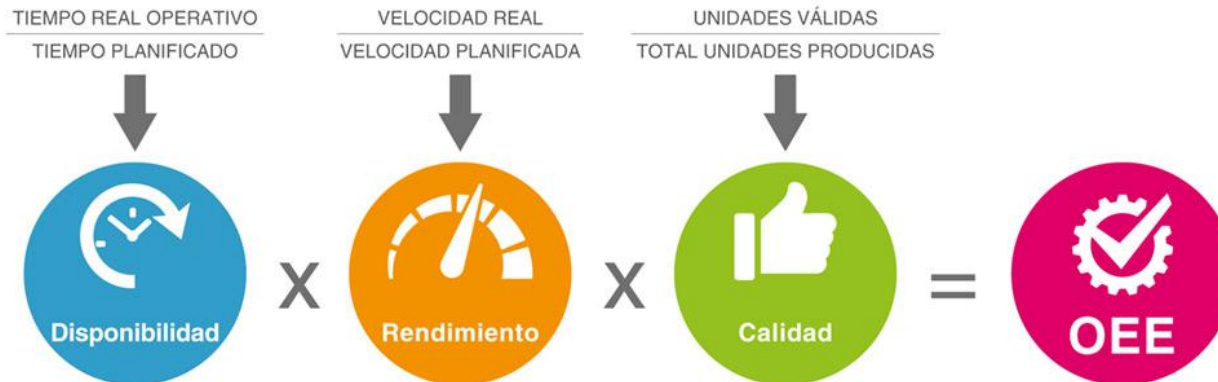 TIEMPO REAL OPERATIVO
TIEMPO PLANIFICADO
VELOCIDAD REAL
VELOCIDAD PLANIFICADA
UNIDADES VÁLIDAS
TOTAL UNIDADES PRODUCIDAS
Disponibilidad
X
Rendimiento
X
Calidad
=
OEE